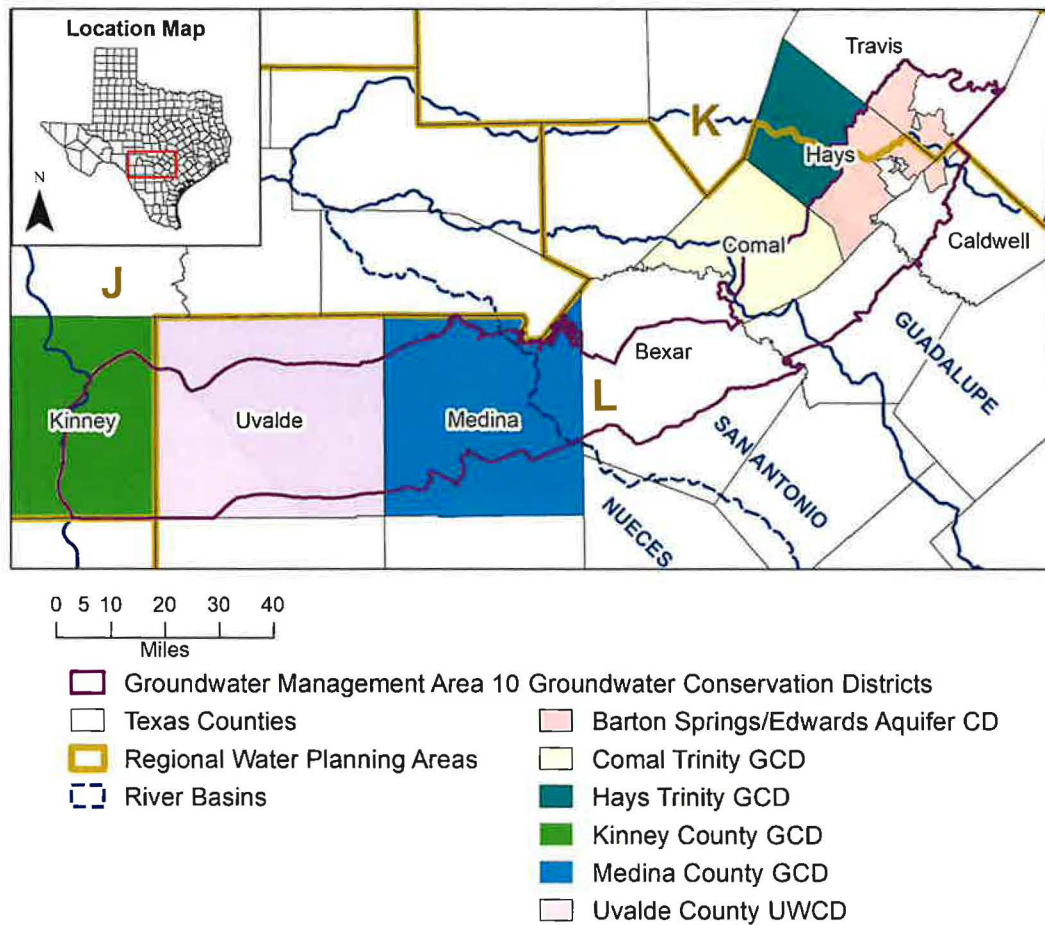 Location Map
N
Travis
K
Hays
Comal
Caldwell
J
GUADALUPE
Bexar
Kinney
Uvalde
Medina
L
SAN ANTONIO
NUECES
0 5 10 20 30 40
Miles
Groundwater Management Area 10 Groundwater Conservation Districts
Texas Counties
Barton Springs/Edwards Aquifer CD
Regional Water Planning Areas
Comal Trinity GCD
River Basins
Hays Trinity GCD
Kinney County GCD
Medina County GCD
Uvalde County UWCD